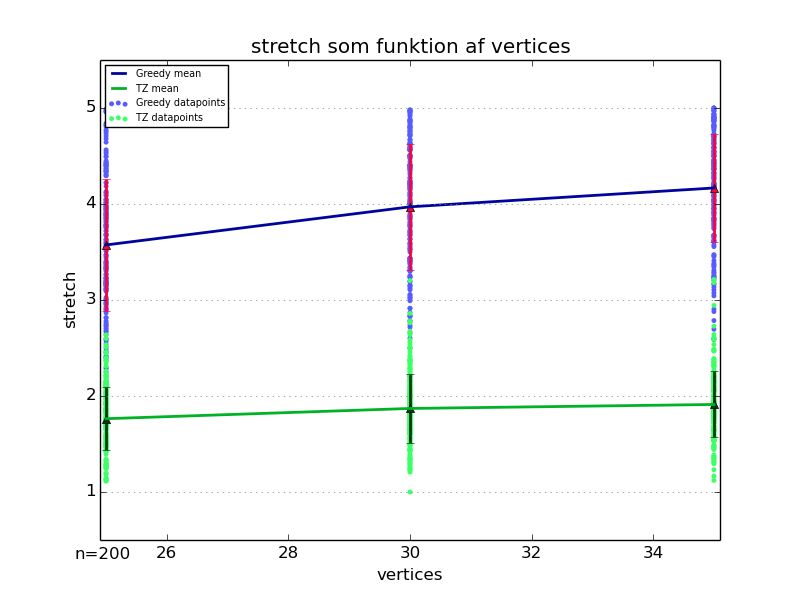 stretch som funktion af vertices
Greedy mean
TZ mean
Greedy datapoints
TZ datapoints
5
4
3
2
1
stretch
n=200 26 28 30 32 34
vertices